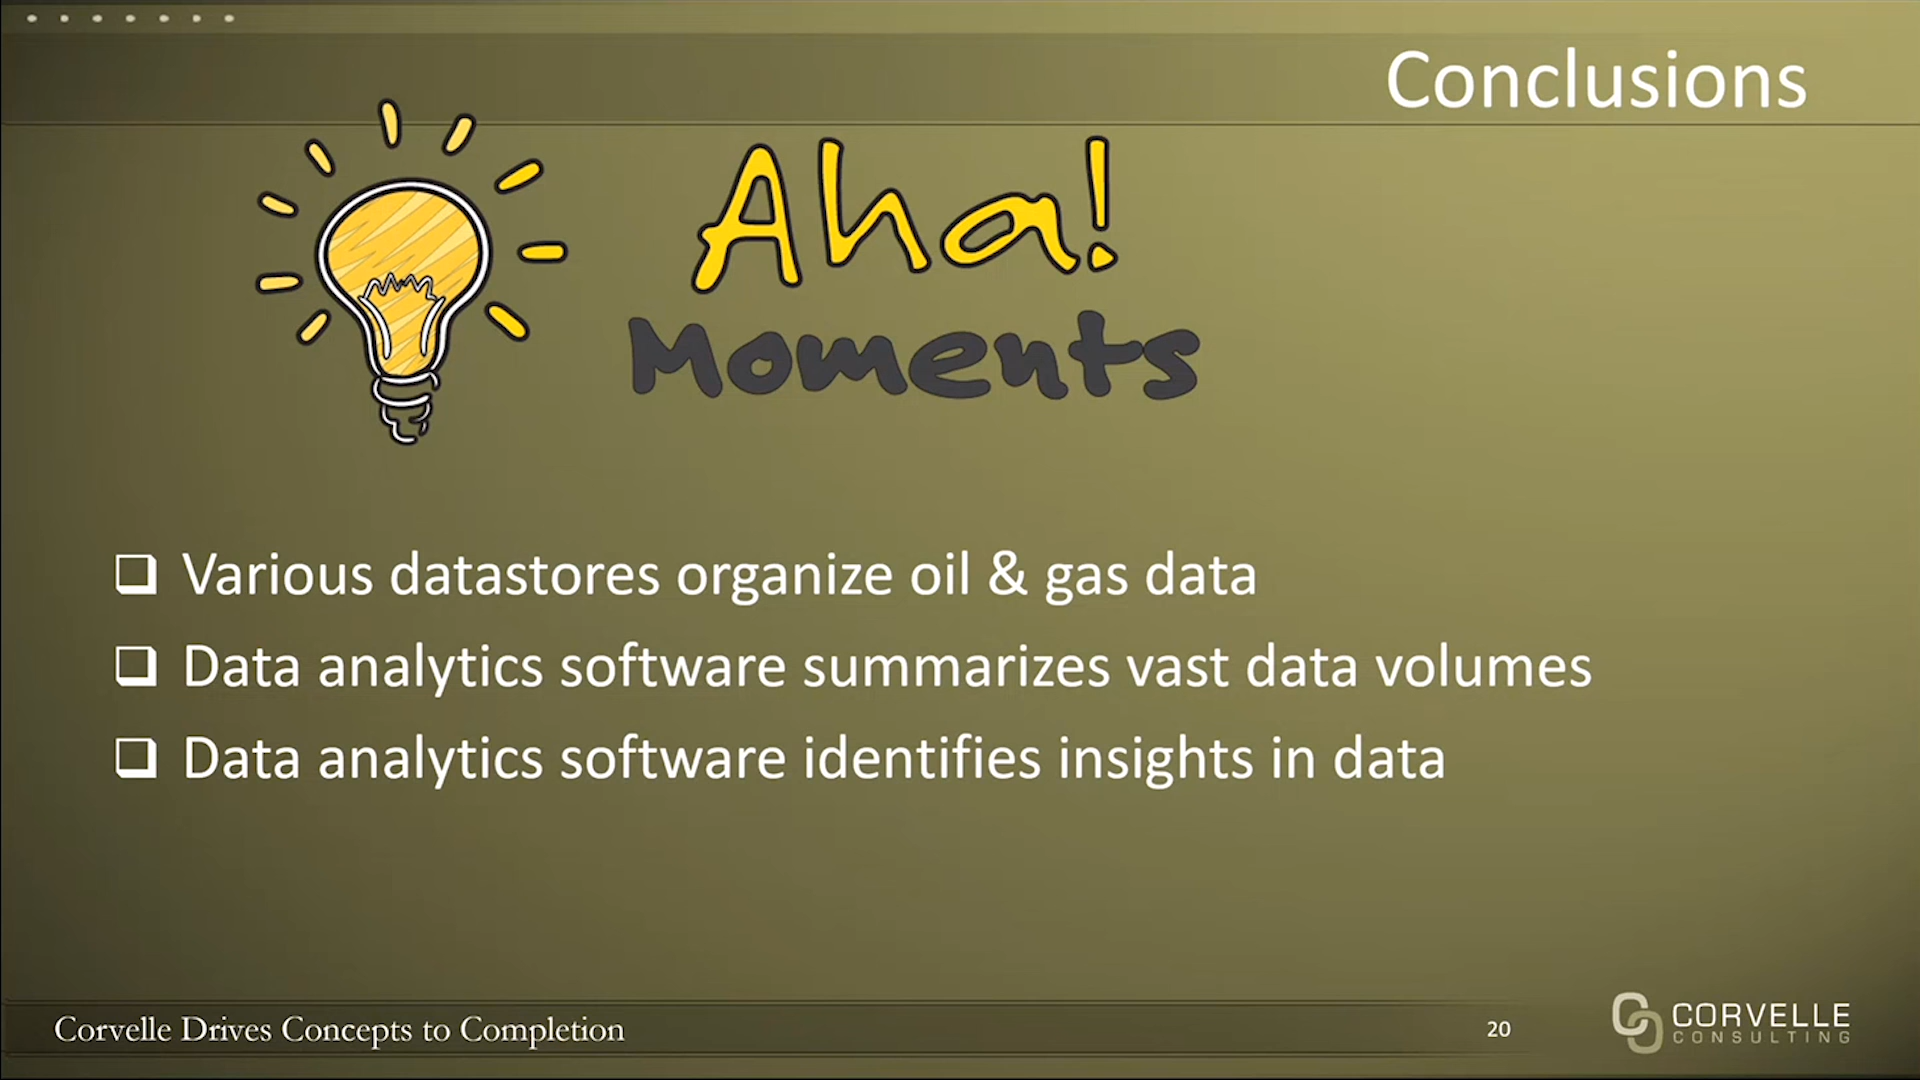 Conclusions
Aha!
Moments
Various datastores organize oil & gas data
Data analytics software summarizes vast data volumes
Data analytics software identifies insights in data
Corvelle Drives Concepts to Completion
20
CORVELLE
CONSULTING